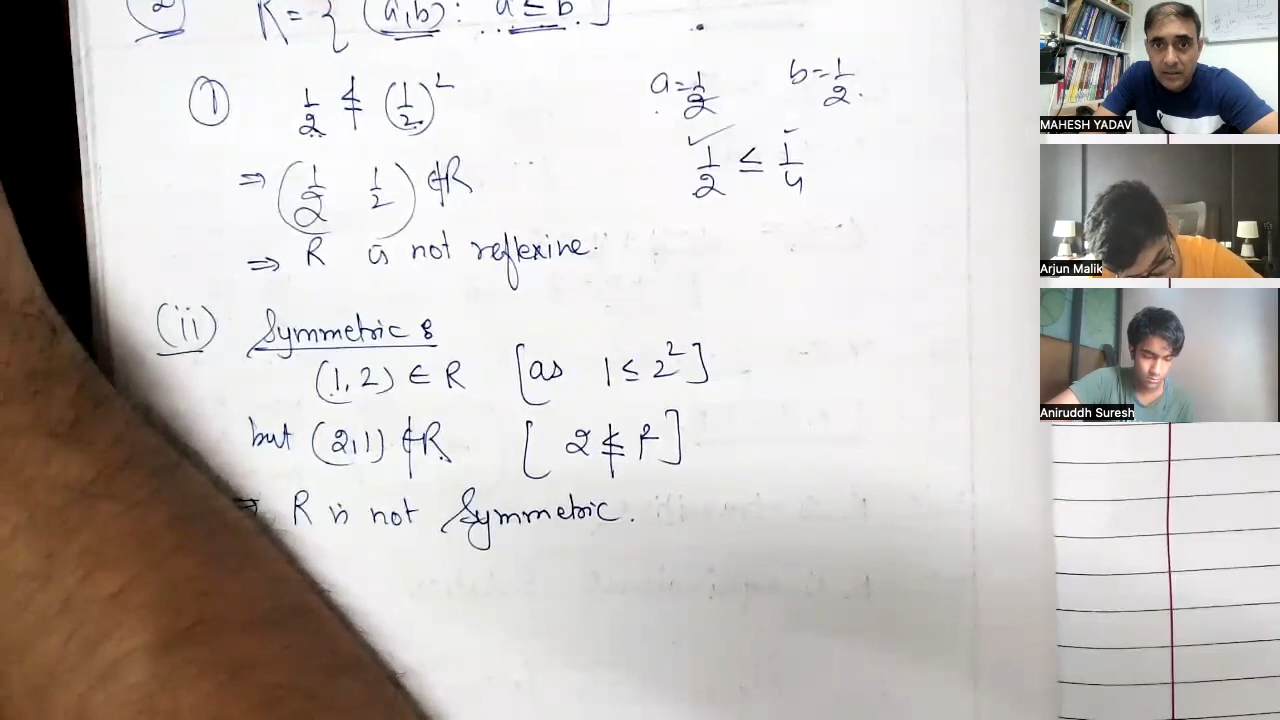 ② R = { (a,b) : a ≤ b }
① 1/2 ≰ (1/2)²
a = 1/2 b = 1/2.
⇒ (1/2 1/2) ∉ R
1/2 ≤ 1/4
⇒ R is not reflexive.
(ii) Symmetric :
(1, 2) ∈ R [as 1 ≤ 2²]
but (2,1) ∉ R [ 2 ≰ 1² ]
⇒ R is not Symmetric.
MAHESH YADAV
Arjun Malik
Aniruddh Suresh